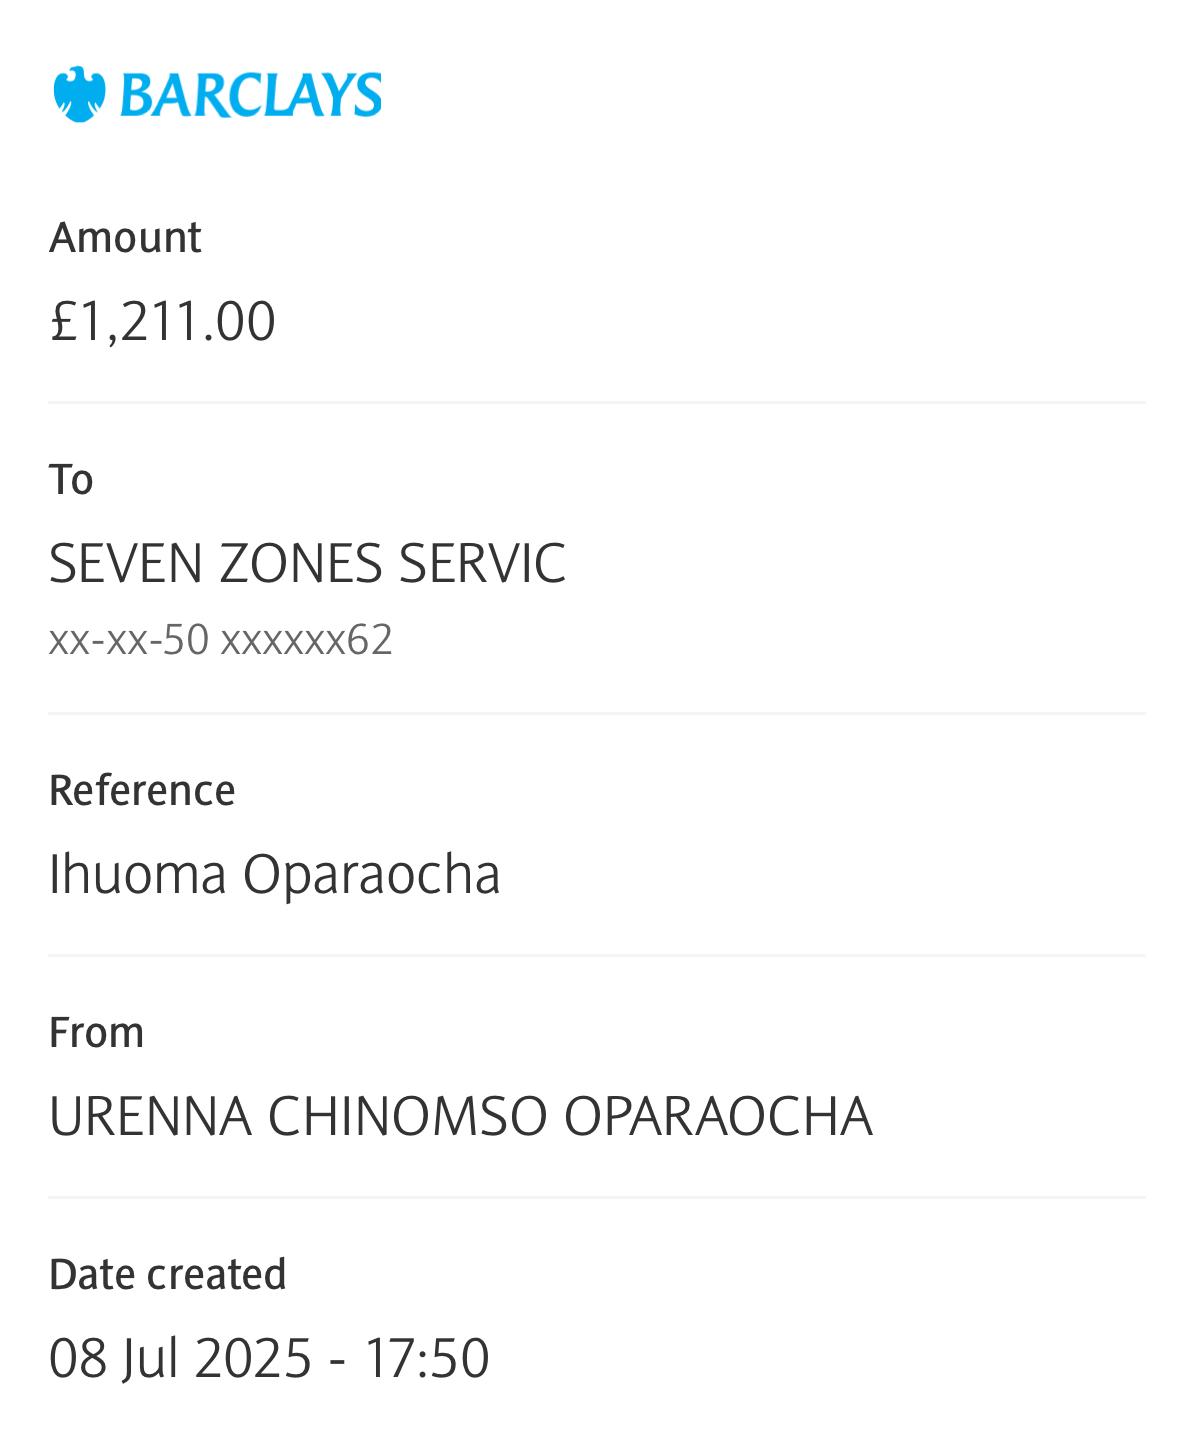 BARCLAYS
Amount
£1,211.00
To
SEVEN ZONES SERVIC
xx-xx-50 xxxxxx62
Reference
Ihuoma Oparaocha
From
URENNA CHINOMSO OPARAOCHA
Date created
08 Jul 2025 - 17:50